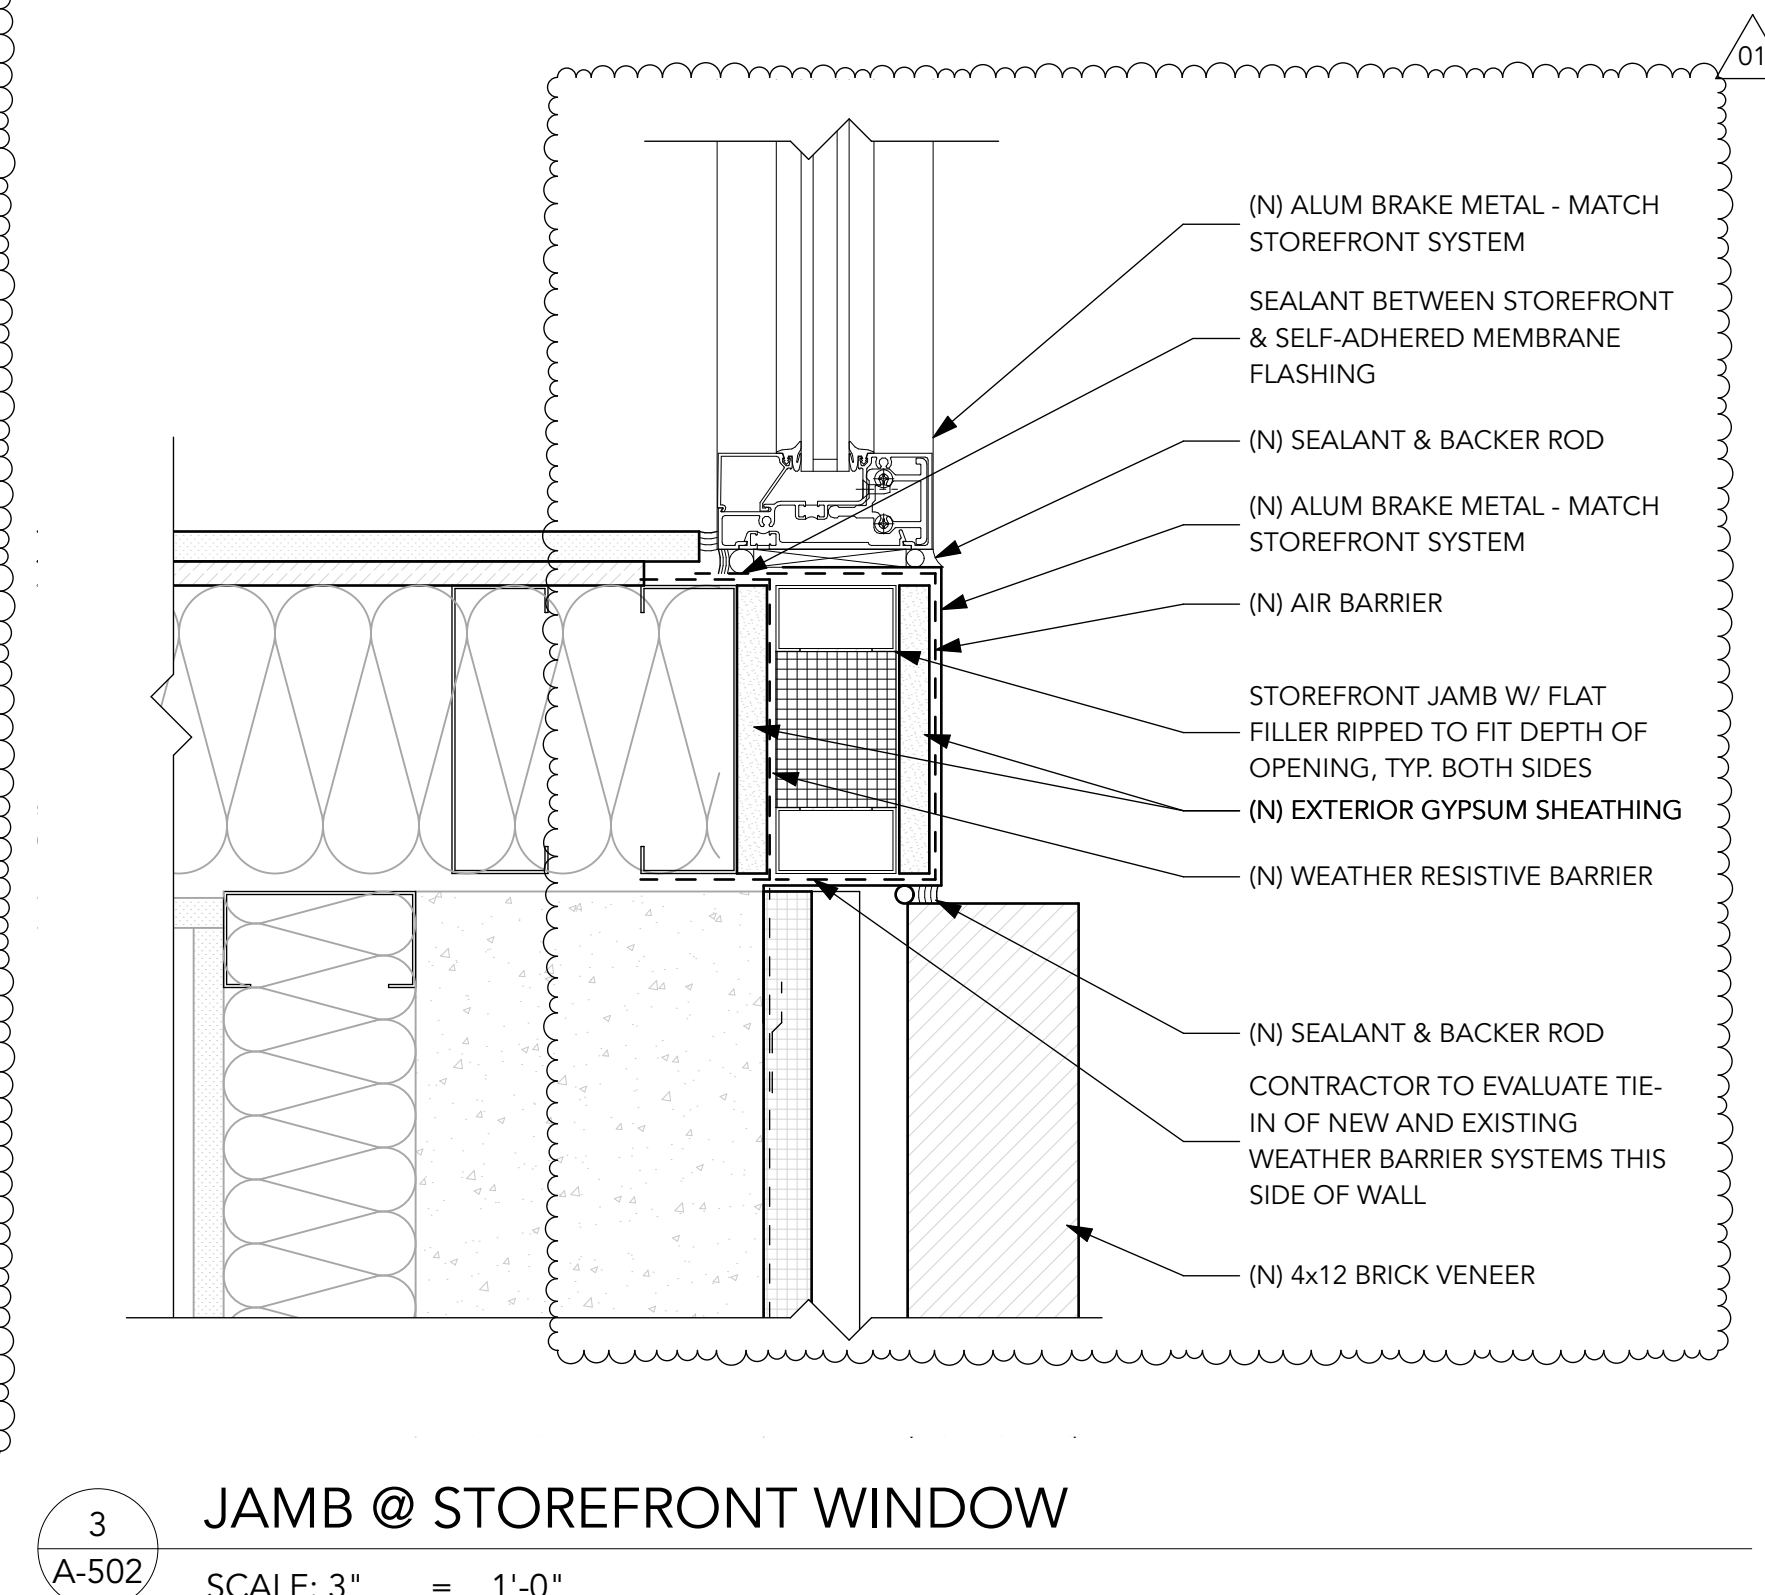 01
(N) ALUM BRAKE METAL - MATCH
STOREFRONT SYSTEM
SEALANT BETWEEN STOREFRONT
& SELF-ADHERED MEMBRANE
FLASHING
(N) SEALANT & BACKER ROD
(N) ALUM BRAKE METAL - MATCH
STOREFRONT SYSTEM
(N) AIR BARRIER
STOREFRONT JAMB W/ FLAT
FILLER RIPPED TO FIT DEPTH OF
OPENING, TYP. BOTH SIDES
(N) EXTERIOR GYPSUM SHEATHING
(N) WEATHER RESISTIVE BARRIER
(N) SEALANT & BACKER ROD
CONTRACTOR TO EVALUATE TIE-
IN OF NEW AND EXISTING
WEATHER BARRIER SYSTEMS THIS
SIDE OF WALL
(N) 4x12 BRICK VENEER
3
A-502
JAMB @ STOREFRONT WINDOW
SCALE: 3" = 1'-0"